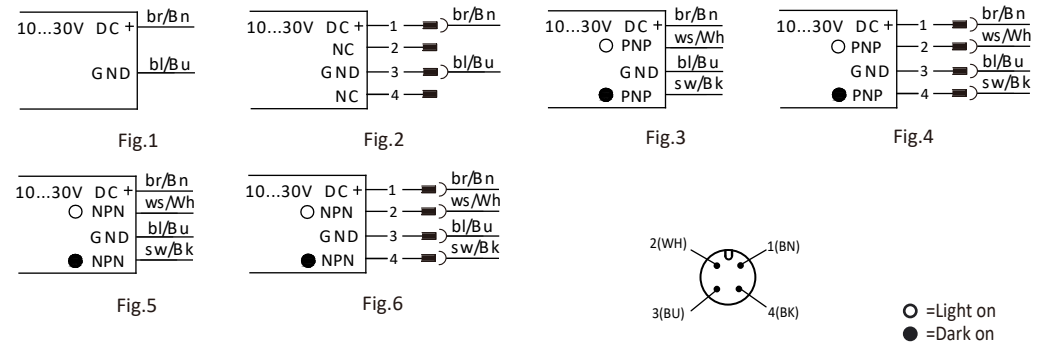 10...30V DC + br/Bn
GND bl/Bu
Fig.1
10...30V DC + 1 br/Bn
NC 2
GND 3 bl/Bu
NC 4
Fig.2
10...30V DC + br/Bn
PNP ws/Wh
GND bl/Bu
PNP sw/Bk
Fig.3
10...30V DC + 1 br/Bn
PNP 2 ws/Wh
GND 3 bl/Bu
PNP 4 sw/Bk
Fig.4
10...30V DC + br/Bn
NPN ws/Wh
GND bl/Bu
NPN sw/Bk
Fig.5
10...30V DC + 1 br/Bn
NPN 2 ws/Wh
GND 3 bl/Bu
NPN 4 sw/Bk
Fig.6
2(WH) 1(BN)
3(BU) 4(BK)
=Light on
=Dark on